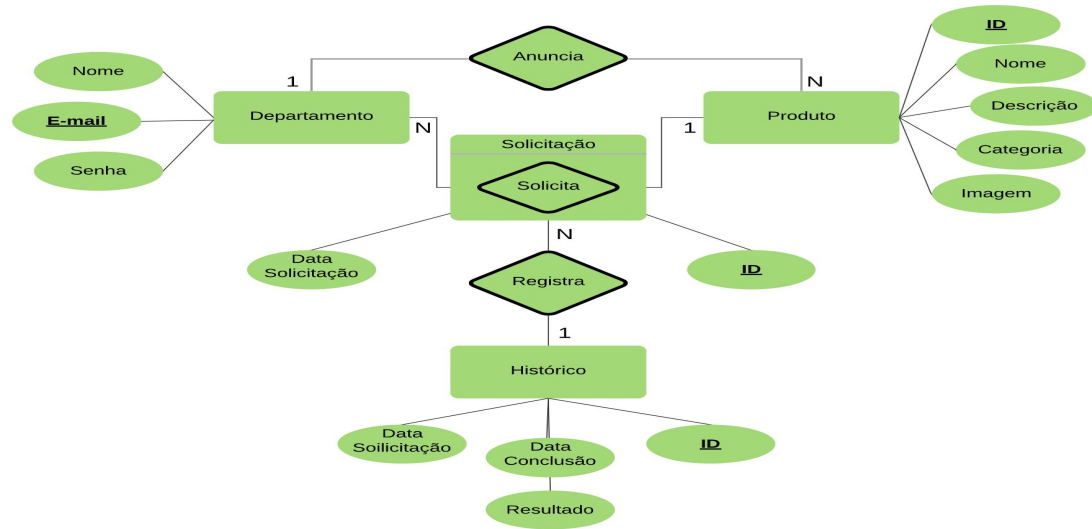 Anuncia
ID
Nome
Nome
1
N
Departamento
Produto
Descrição
E-mail
N
1
Solicitação
Categoria
Senha
Solicita
Imagem
N
Data
Solicitação
ID
Registra
1
Histórico
Data
Soilicitação
Data
Conclusão
ID
Resultado